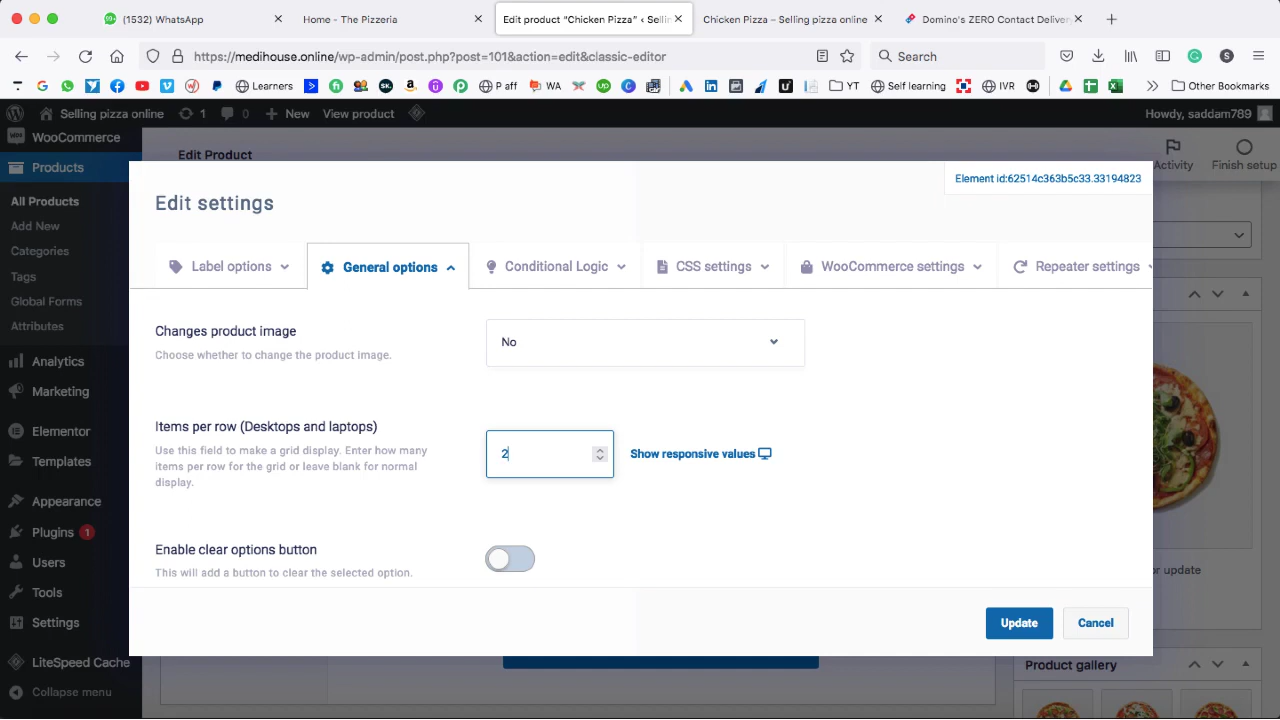 (1532) WhatsApp
Home - The Pizzeria
Edit product “Chicken Pizza” ‹ Sellin
Chicken Pizza – Selling pizza online
Domino's ZERO Contact Delivery
https://medihouse.online/wp-admin/post.php?post=101&action=edit&classic-editor
Search
Learners
P aff
WA
YT
Self learning
IVR
Other Bookmarks
Selling pizza online
1
0
New
View product
Howdy, saddam789
WooCommerce
Products
All Products
Add New
Categories
Tags
Global Forms
Attributes
Analytics
Marketing
Elementor
Templates
Appearance
Plugins 1
Users
Tools
Settings
LiteSpeed Cache
Collapse menu
Edit Product
Activity
Finish setup
Element id:62514c363b5c33.33194823
Edit settings
Label options
General options
Conditional Logic
CSS settings
WooCommerce settings
Repeater settings
Changes product image
Choose whether to change the product image.
No
Items per row (Desktops and laptops)
Use this field to make a grid display. Enter how many
items per row for the grid or leave blank for normal
display.
2
Show responsive values
Enable clear options button
This will add a button to clear the selected option.
Update
Cancel
or update
Product gallery